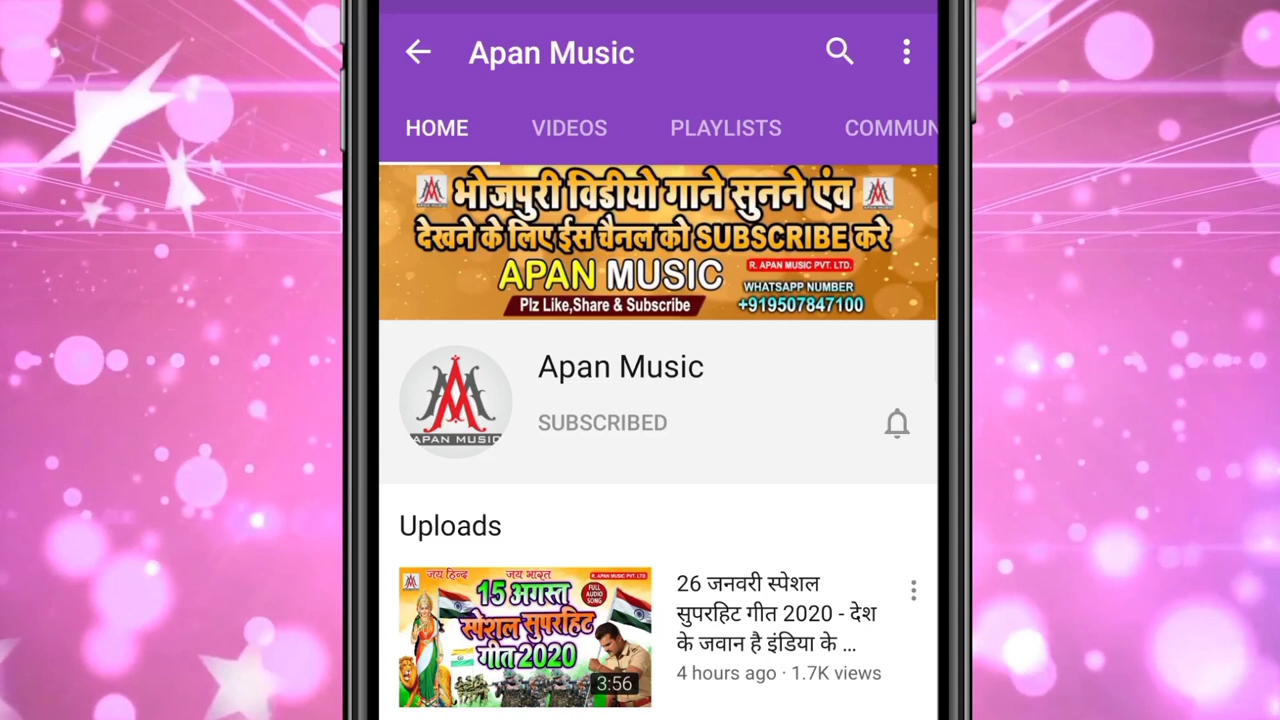 Apan Music
HOME VIDEOS PLAYLISTS COMMUN
भोजपुरी विडीयो गाने सुनने एंव
देखने के लिए ईस चैनल को SUBSCRIBE करे
APAN MUSIC
R. APAN MUSIC PVT. LTD.
WHATSAPP NUMBER
+919507847100
Plz Like,Share & Subscribe
Apan Music
SUBSCRIBED
APAN MUSIC
Uploads
जय हिन्द जय भारत
R. APAN MUSIC PVT. LTD
15 अगस्त
FULL
AUDIO
SONG
स्पेशल सुपरहिट
गीत 2020
3:56
26 जनवरी स्पेशल
सुपरहिट गीत 2020 - देश
के जवान है इंडिया के ...
4 hours ago · 1.7K views